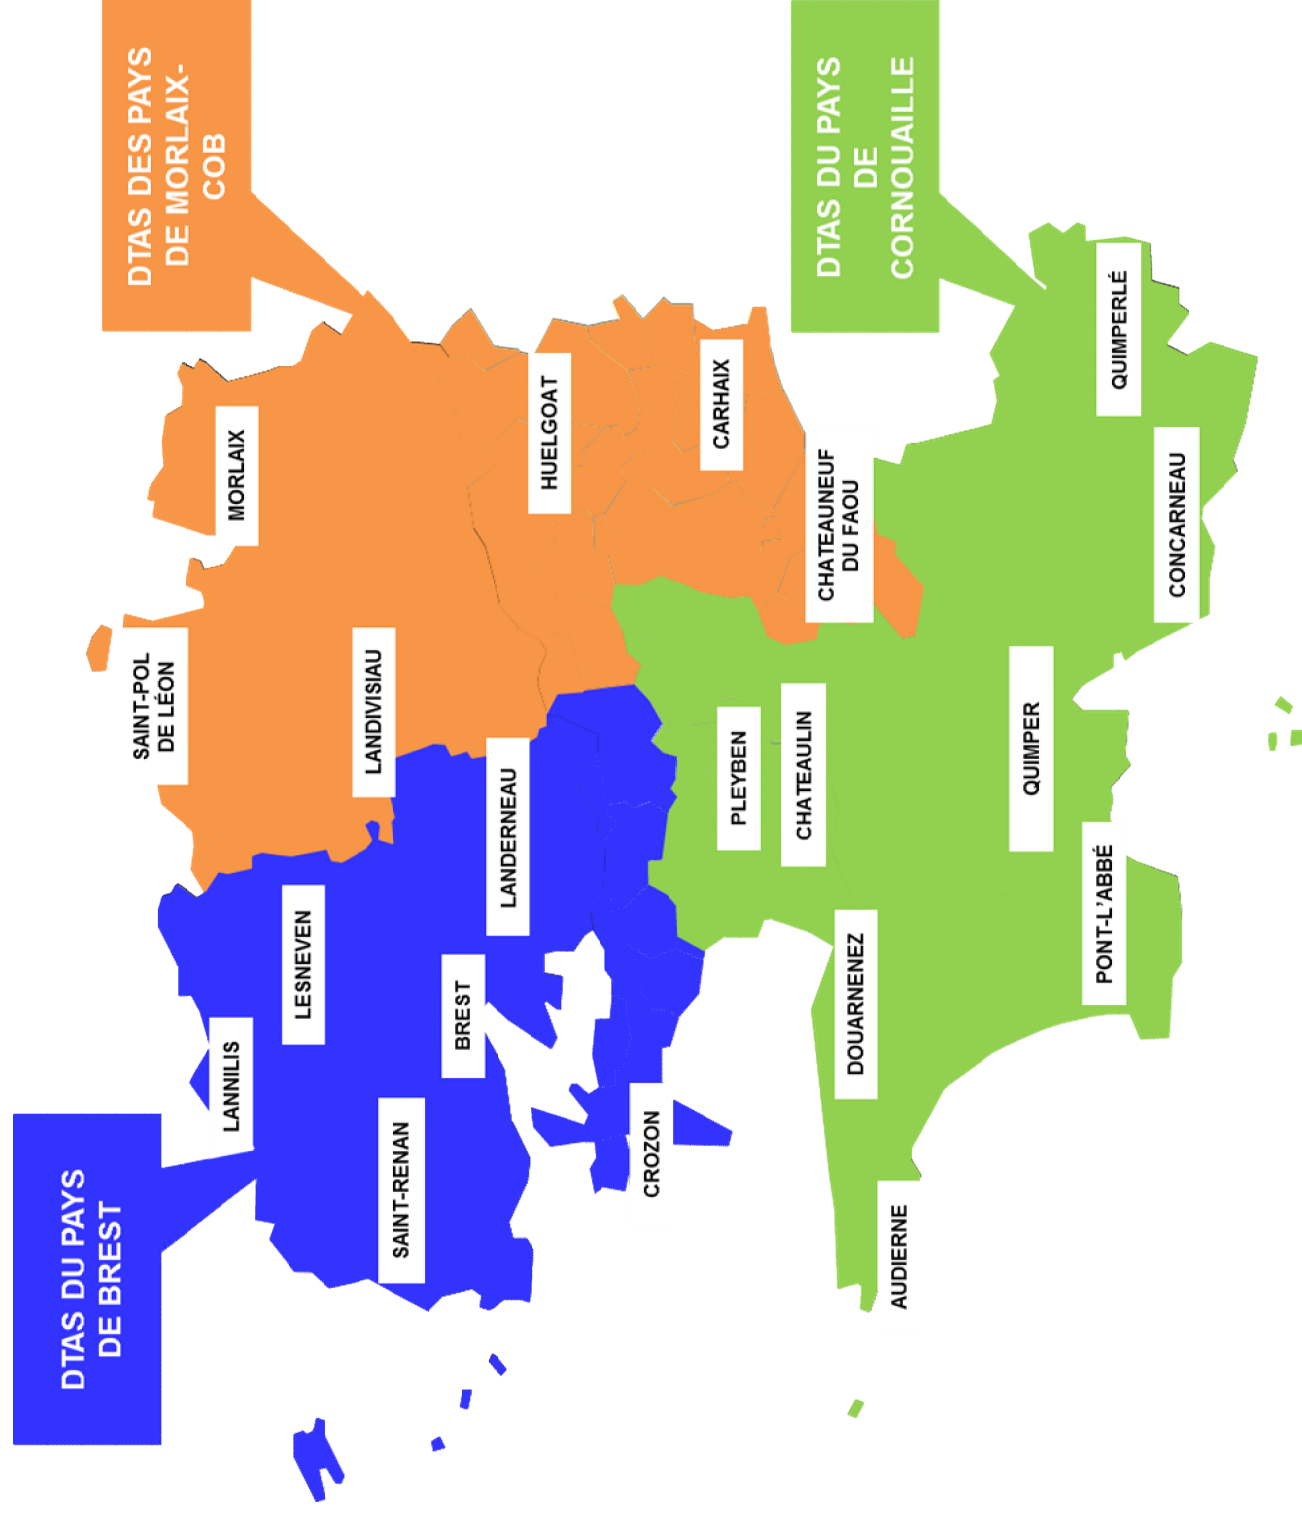 DTAS DU PAYS
DE BREST
DTAS DES PAYS
DE MORLAIX-
COB
SAINT-POL
DE LÉON
MORLAIX
LANNILIS
LESNEVEN
LANDIVISIAU
SAINT-RENAN
BREST
LANDERNEAU
HUELGOAT
CROZON
PLEYBEN
CARHAIX
CHATEAULIN
CHATEAUNEUF
DU FAOU
DTAS DU PAYS
DE
CORNOUAILLE
DOUARNENEZ
AUDIERNE
QUIMPER
PONT-L’ABBÉ
QUIMPERLÉ
CONCARNEAU